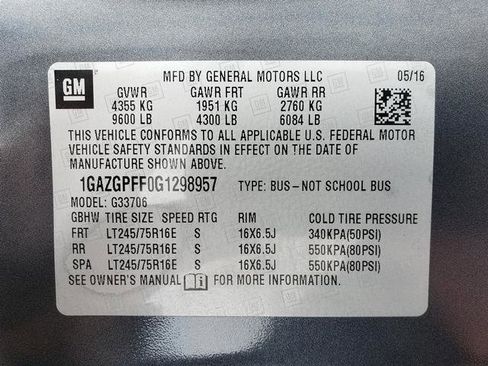 GM
MFD BY GENERAL MOTORS LLC 05/16
GVWR GAWR FRT GAWR RR
4355 KG 1951 KG 2760 KG
9600 LB 4300 LB 6084 LB
THIS VEHICLE CONFORMS TO ALL APPLICABLE U.S. FEDERAL MOTOR
VEHICLE SAFETY STANDARDS IN EFFECT ON THE DATE OF
MANUFACTURE SHOWN ABOVE.
1GAZGPFF0G1298957 TYPE: BUS-NOT SCHOOL BUS
MODEL: G33706
GBHW TIRE SIZE SPEED RTG RIM COLD TIRE PRESSURE
FRT LT245/75R16E S 16X6.5J 340KPA(50PSI)
RR LT245/75R16E S 16X6.5J 550KPA(80PSI)
SPA LT245/75R16E S 16X6.5J 550KPA(80PSI)
SEE OWNER'S MANUAL i FOR MORE INFORMATION.